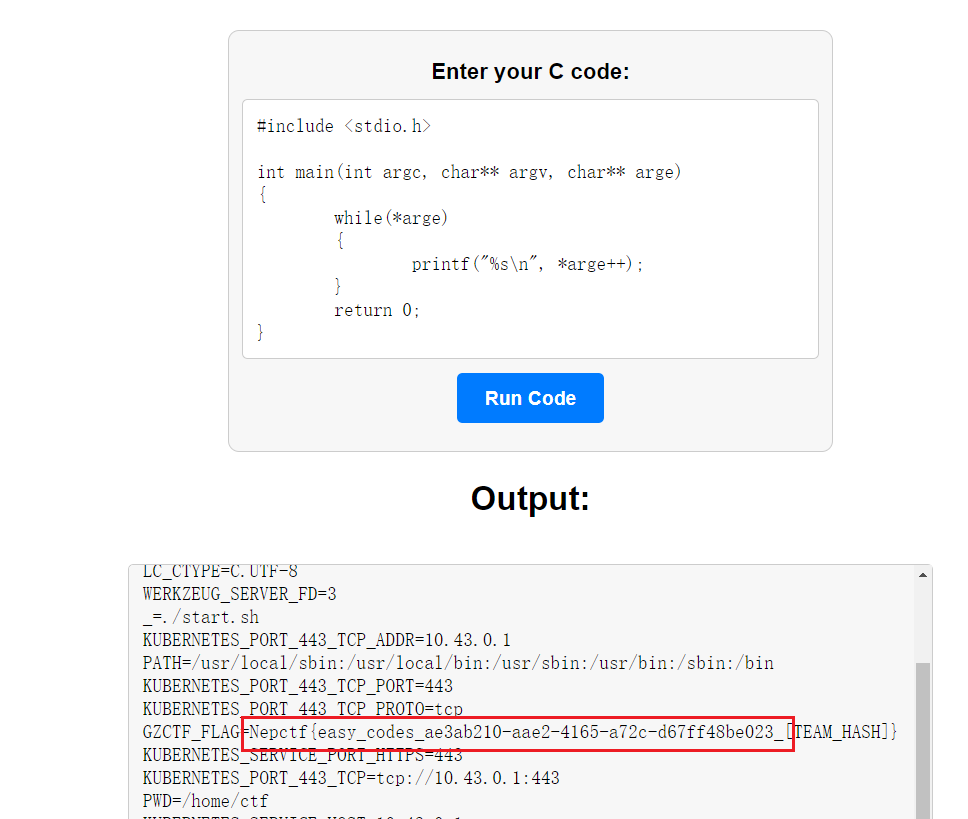 Enter your C code:
#include <stdio.h>
int main(int argc, char** argv, char** arge)
{
while(*arge)
{
printf("%s\n", *arge++);
}
return 0;
}
Run Code
Output:
LC_CTYPE=C.UTF-8
WERKZEUG_SERVER_FD=3
_=./start.sh
KUBERNETES_PORT_443_TCP_ADDR=10.43.0.1
PATH=/usr/local/sbin:/usr/local/bin:/usr/sbin:/usr/bin:/sbin:/bin
KUBERNETES_PORT_443_TCP_PORT=443
KUBERNETES_PORT_443_TCP_PROTO=tcp
GZCTF_FLAG=Nepctf{easy_codes_ae3ab210-aae2-4165-a72c-d67ff48be023_[TEAM_HASH]}
KUBERNETES_SERVICE_PORT_HTTPS=443
KUBERNETES_PORT_443_TCP=tcp://10.43.0.1:443
PWD=/home/ctf